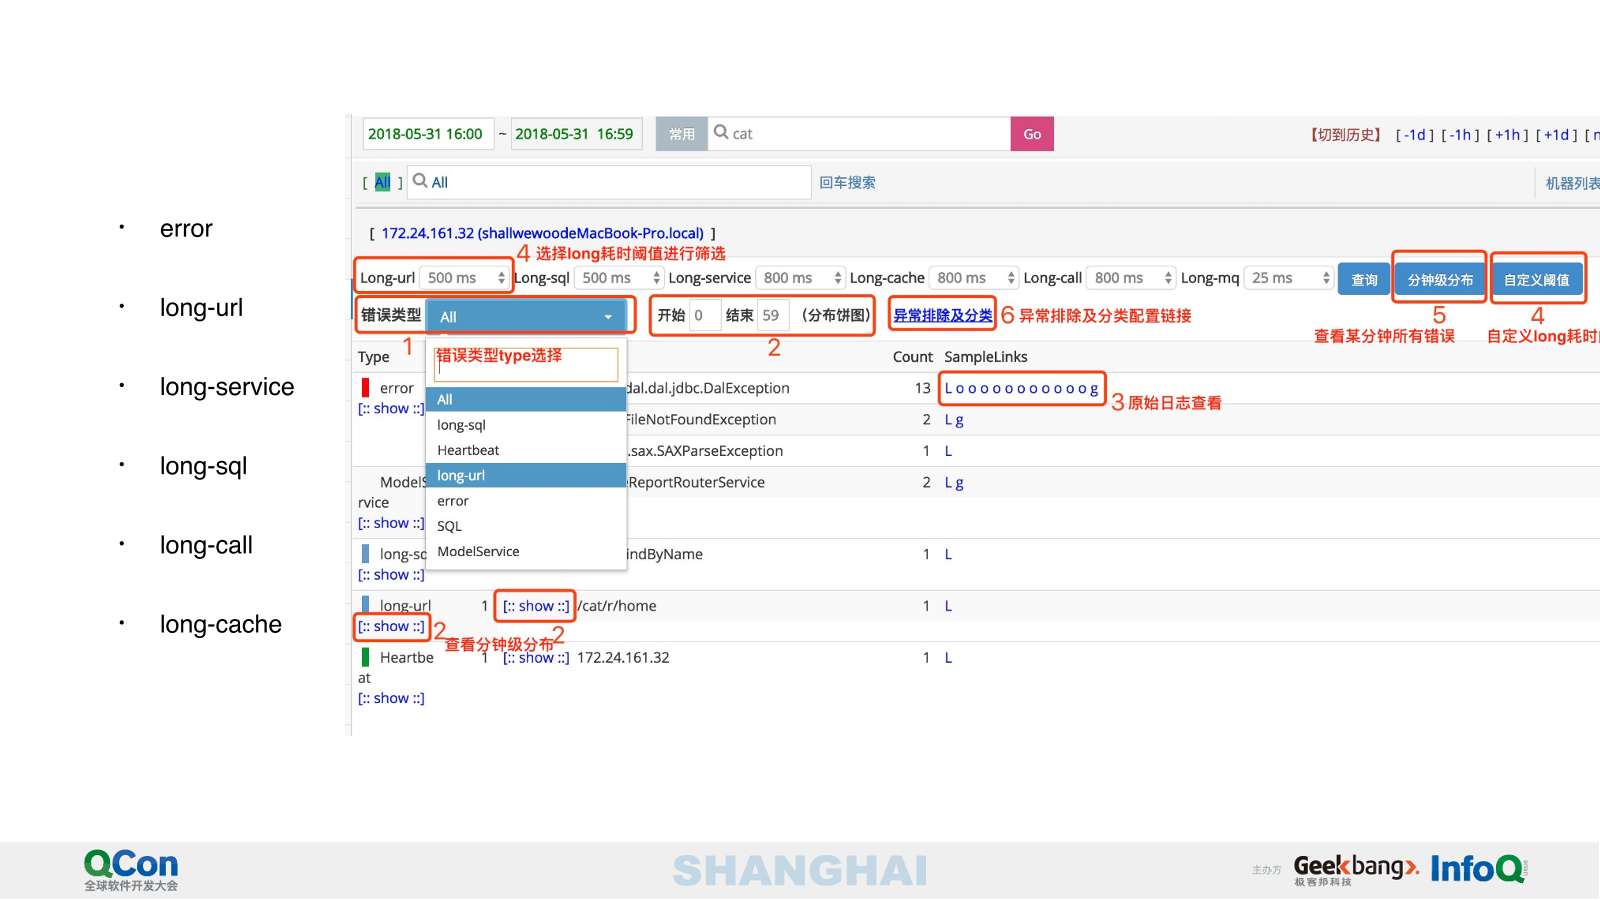 • error
• long-url
• long-service
• long-sql
• long-call
• long-cache
2018-05-31 16:00 ~ 2018-05-31 16:59 常用 cat Go 【切到历史】 [ -1d ] [ -1h ] [ +1h ] [ +1d ] [
[ All ] All 回车搜索 机器列表
[ 172.24.161.32 (shallwewoodeMacBook-Pro.local) ]
4 选择long耗时阈值进行筛选
Long-url 500 ms Long-sql 500 ms Long-service 800 ms Long-cache 800 ms Long-call 800 ms Long-mq 25 ms 查询 分钟级分布 自定义阈值
错误类型 All 开始 0 结束 59 (分布饼图) 异常排除及分类 6 异常排除及分类配置链接 5 4
1 2 查看某分钟所有错误 自定义long耗时
Type 错误类型type选择 Count SampleLinks
error dal.dal.jdbc.DalException 13 L o o o o o o o o o o o g
3 原始日志查看
[:: show ::] All
FileNotFoundException 2 L g
long-sql
Heartbeat .sax.SAXParseException 1 L
long-url
ModelS eReportRouterService 2 L g
rvice error
[:: show ::] SQL
ModelService
long-sq indByName 1 L
[:: show ::]
long-url 1 [:: show ::] /cat/r/home 1 L
[:: show ::] 2 查看分钟级分布 2
Heartbe 1 [:: show ::] 172.24.161.32 1 L
at
[:: show ::]
QCon
全球软件开发大会
SHANGHAI
主办方 Geekbang>. InfoQ
极客邦科技